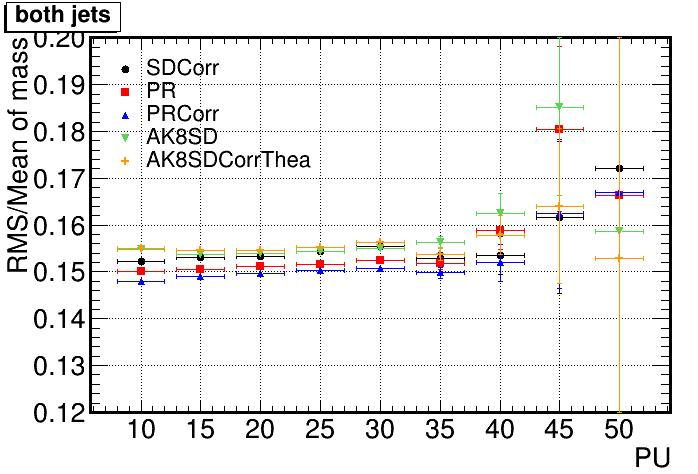 both jets
RMS/Mean of mass
0.20
0.19
0.18
0.17
0.16
0.15
0.14
0.13
0.12
SDCorr
PR
PRCorr
AK8SD
AK8SDCorrThea
10 15 20 25 30 35 40 45 50
PU